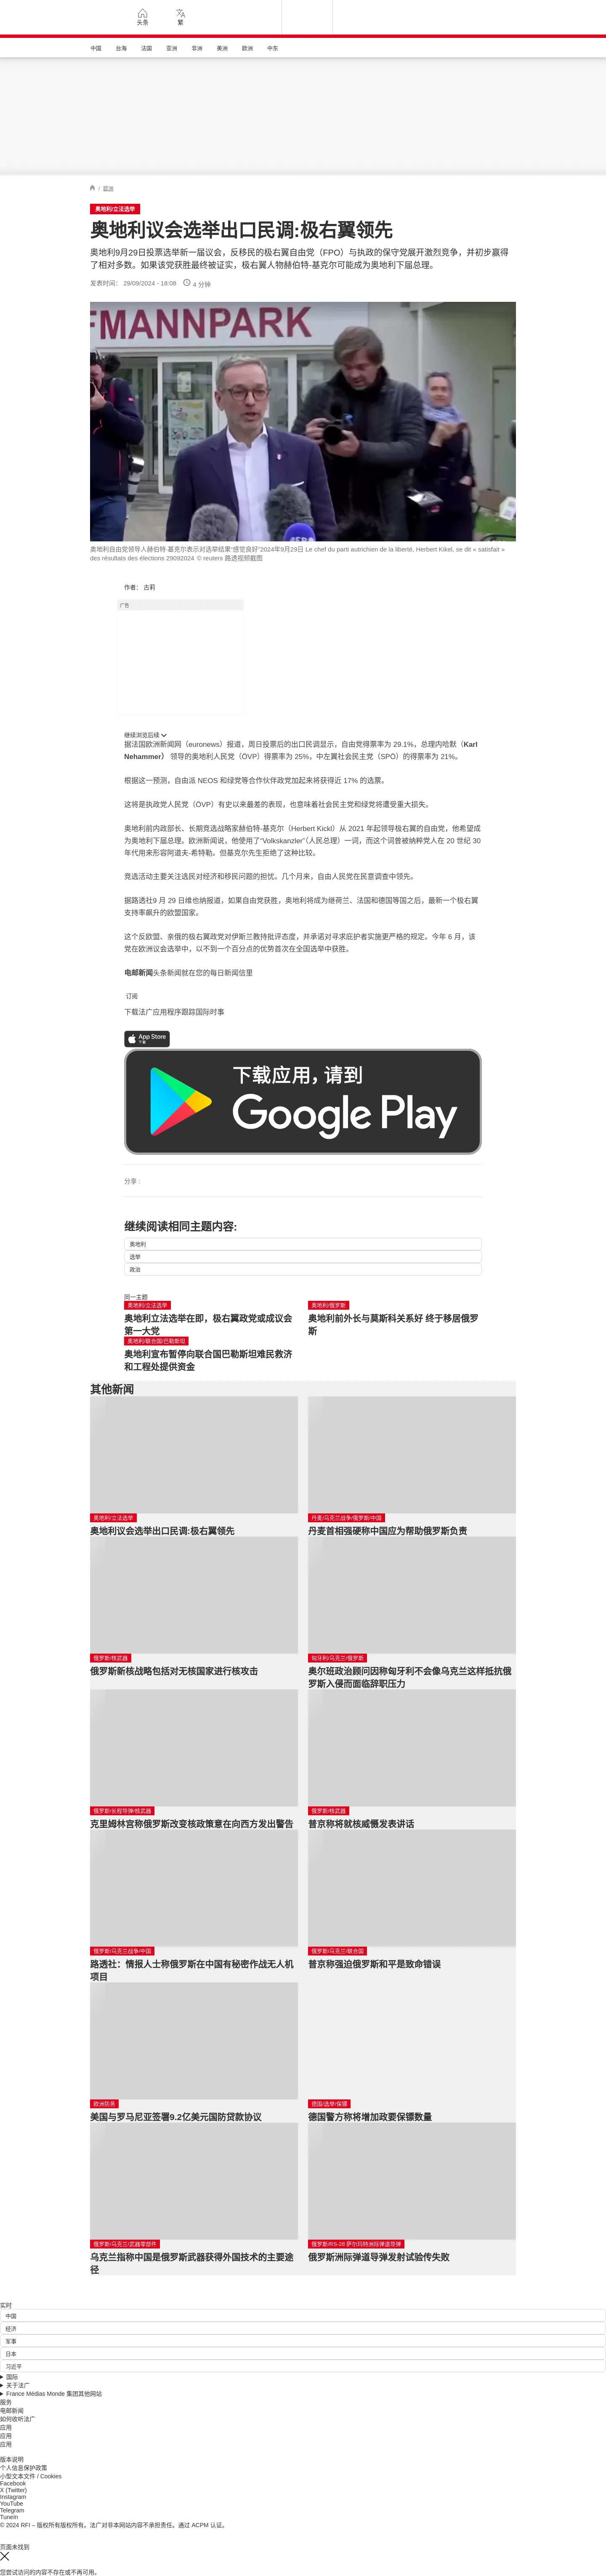 头条
繁
中国 台海 法国 亚洲 非洲 美洲 欧洲 中东
/ 欧洲
奥地利/立法选举
奥地利议会选举出口民调:极右翼领先
奥地利9月29日投票选举新一届议会，反移民的极右翼自由党（FPO）与执政的保守党展开激烈竞争，并初步赢得
了相对多数。如果该党获胜最终被证实，极右翼人物赫伯特-基克尔可能成为奥地利下届总理。
发表时间： 29/09/2024 - 18:08 4 分钟
FMANNPARK
奥地利自由党领导人赫伯特·基克尔表示对选举结果“感觉良好”2024年9月29日 Le chef du parti autrichien de la liberté, Herbert Kikel, se dit « satisfait »
des résultats des élections 29092024 © reuters 路透视频截图
作者： 古莉
广告
继续浏览后续
据法国欧洲新闻网（euronews）报道，周日投票后的出口民调显示，自由党得票率为 29.1%，总理内哈默（Karl
Nehammer） 领导的奥地利人民党（ÖVP）得票率为 25%，中左翼社会民主党（SPÖ）的得票率为 21%。
根据这一预测，自由派 NEOS 和绿党等合作伙伴政党加起来将获得近 17% 的选票。
这将是执政党人民党（ÖVP）有史以来最差的表现，也意味着社会民主党和绿党将遭受重大损失。
奥地利前内政部长、长期竞选战略家赫伯特-基克尔（Herbert Kickl）从 2021 年起领导极右翼的自由党，他希望成
为奥地利下届总理。欧洲新闻说，他使用了“Volkskanzler”（人民总理）一词，而这个词曾被纳粹党人在 20 世纪 30
年代用来形容阿道夫-希特勒。但基克尔先生拒绝了这种比较。
竞选活动主要关注选民对经济和移民问题的担忧。几个月来，自由人民党在民意调查中领先。
据路透社9 月 29 日维也纳报道，如果自由党获胜，奥地利将成为继荷兰、法国和德国等国之后，最新一个极右翼
支持率飙升的欧盟国家。
这个反欧盟、亲俄的极右翼政党对伊斯兰教持批评态度，并承诺对寻求庇护者实施更严格的规定。今年 6 月，该
党在欧洲议会选举中，以不到一个百分点的优势首次在全国选举中获胜。
电邮新闻头条新闻就在您的每日新闻信里
订阅
下载法广应用程序跟踪国际时事
App Store
下载
下载应用，请到
Google Play
分享 :
继续阅读相同主题内容:
奥地利
选举
政治
同一主题
奥地利/立法选举
奥地利立法选举在即，极右翼政党或成议会
第一大党
奥地利/俄罗斯
奥地利前外长与莫斯科关系好 终于移居俄罗
斯
奥地利/联合国/巴勒斯坦
奥地利宣布暂停向联合国巴勒斯坦难民救济
和工程处提供资金
其他新闻
奥地利/立法选举
奥地利议会选举出口民调:极右翼领先
丹麦/乌克兰战争/俄罗斯/中国
丹麦首相强硬称中国应为帮助俄罗斯负责
俄罗斯/核武器
俄罗斯新核战略包括对无核国家进行核攻击
匈牙利/乌克兰/俄罗斯
奥尔班政治顾问因称匈牙利不会像乌克兰这样抵抗俄
罗斯入侵而面临辞职压力
俄罗斯/长程导弹/核武器
克里姆林宫称俄罗斯改变核政策意在向西方发出警告
俄罗斯/核武器
普京称将就核威慑发表讲话
俄罗斯/乌克兰战争/中国
路透社：情报人士称俄罗斯在中国有秘密作战无人机
项目
俄罗斯/乌克兰/联合国
普京称强迫俄罗斯和平是致命错误
欧洲防务
美国与罗马尼亚签署9.2亿美元国防贷款协议
德国/选举/保镖
德国警方称将增加政要保镖数量
俄罗斯/乌克兰/武器零部件
乌克兰指称中国是俄罗斯武器获得外国技术的主要途
径
俄罗斯/RS-28 萨尔玛特洲际弹道导弹
俄罗斯洲际弹道导弹发射试验传失败
实时
中国
经济
军事
日本
习近平
国际
关于法广
France Médias Monde 集团其他网站
服务
电邮新闻
如何收听法广
应用
应用
应用
版本说明
个人信息保护政策
小型文本文件 / Cookies
Facebook
X (Twitter)
Instagram
YouTube
Telegram
TuneIn
© 2024 RFI – 版权所有版权所有。法广对非本网站内容不承担责任。通过 ACPM 认证。
页面未找到
您尝试访问的内容不存在或不再可用。